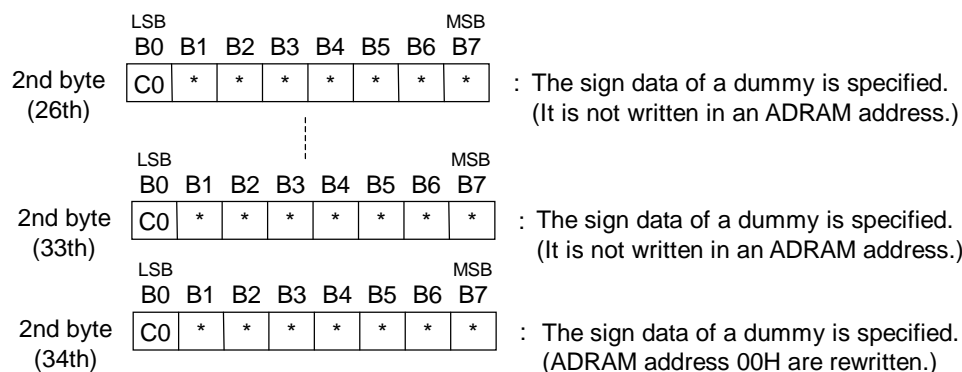 LSB MSB
B0 B1 B2 B3 B4 B5 B6 B7
2nd byte C0 * * * * * * * : The sign data of a dummy is specified.
(26th) (It is not written in an ADRAM address.)
LSB MSB
B0 B1 B2 B3 B4 B5 B6 B7
2nd byte C0 * * * * * * * : The sign data of a dummy is specified.
(33th) (It is not written in an ADRAM address.)
LSB MSB
B0 B1 B2 B3 B4 B5 B6 B7
2nd byte C0 * * * * * * * : The sign data of a dummy is specified.
(34th) (ADRAM address 00H are rewritten.)